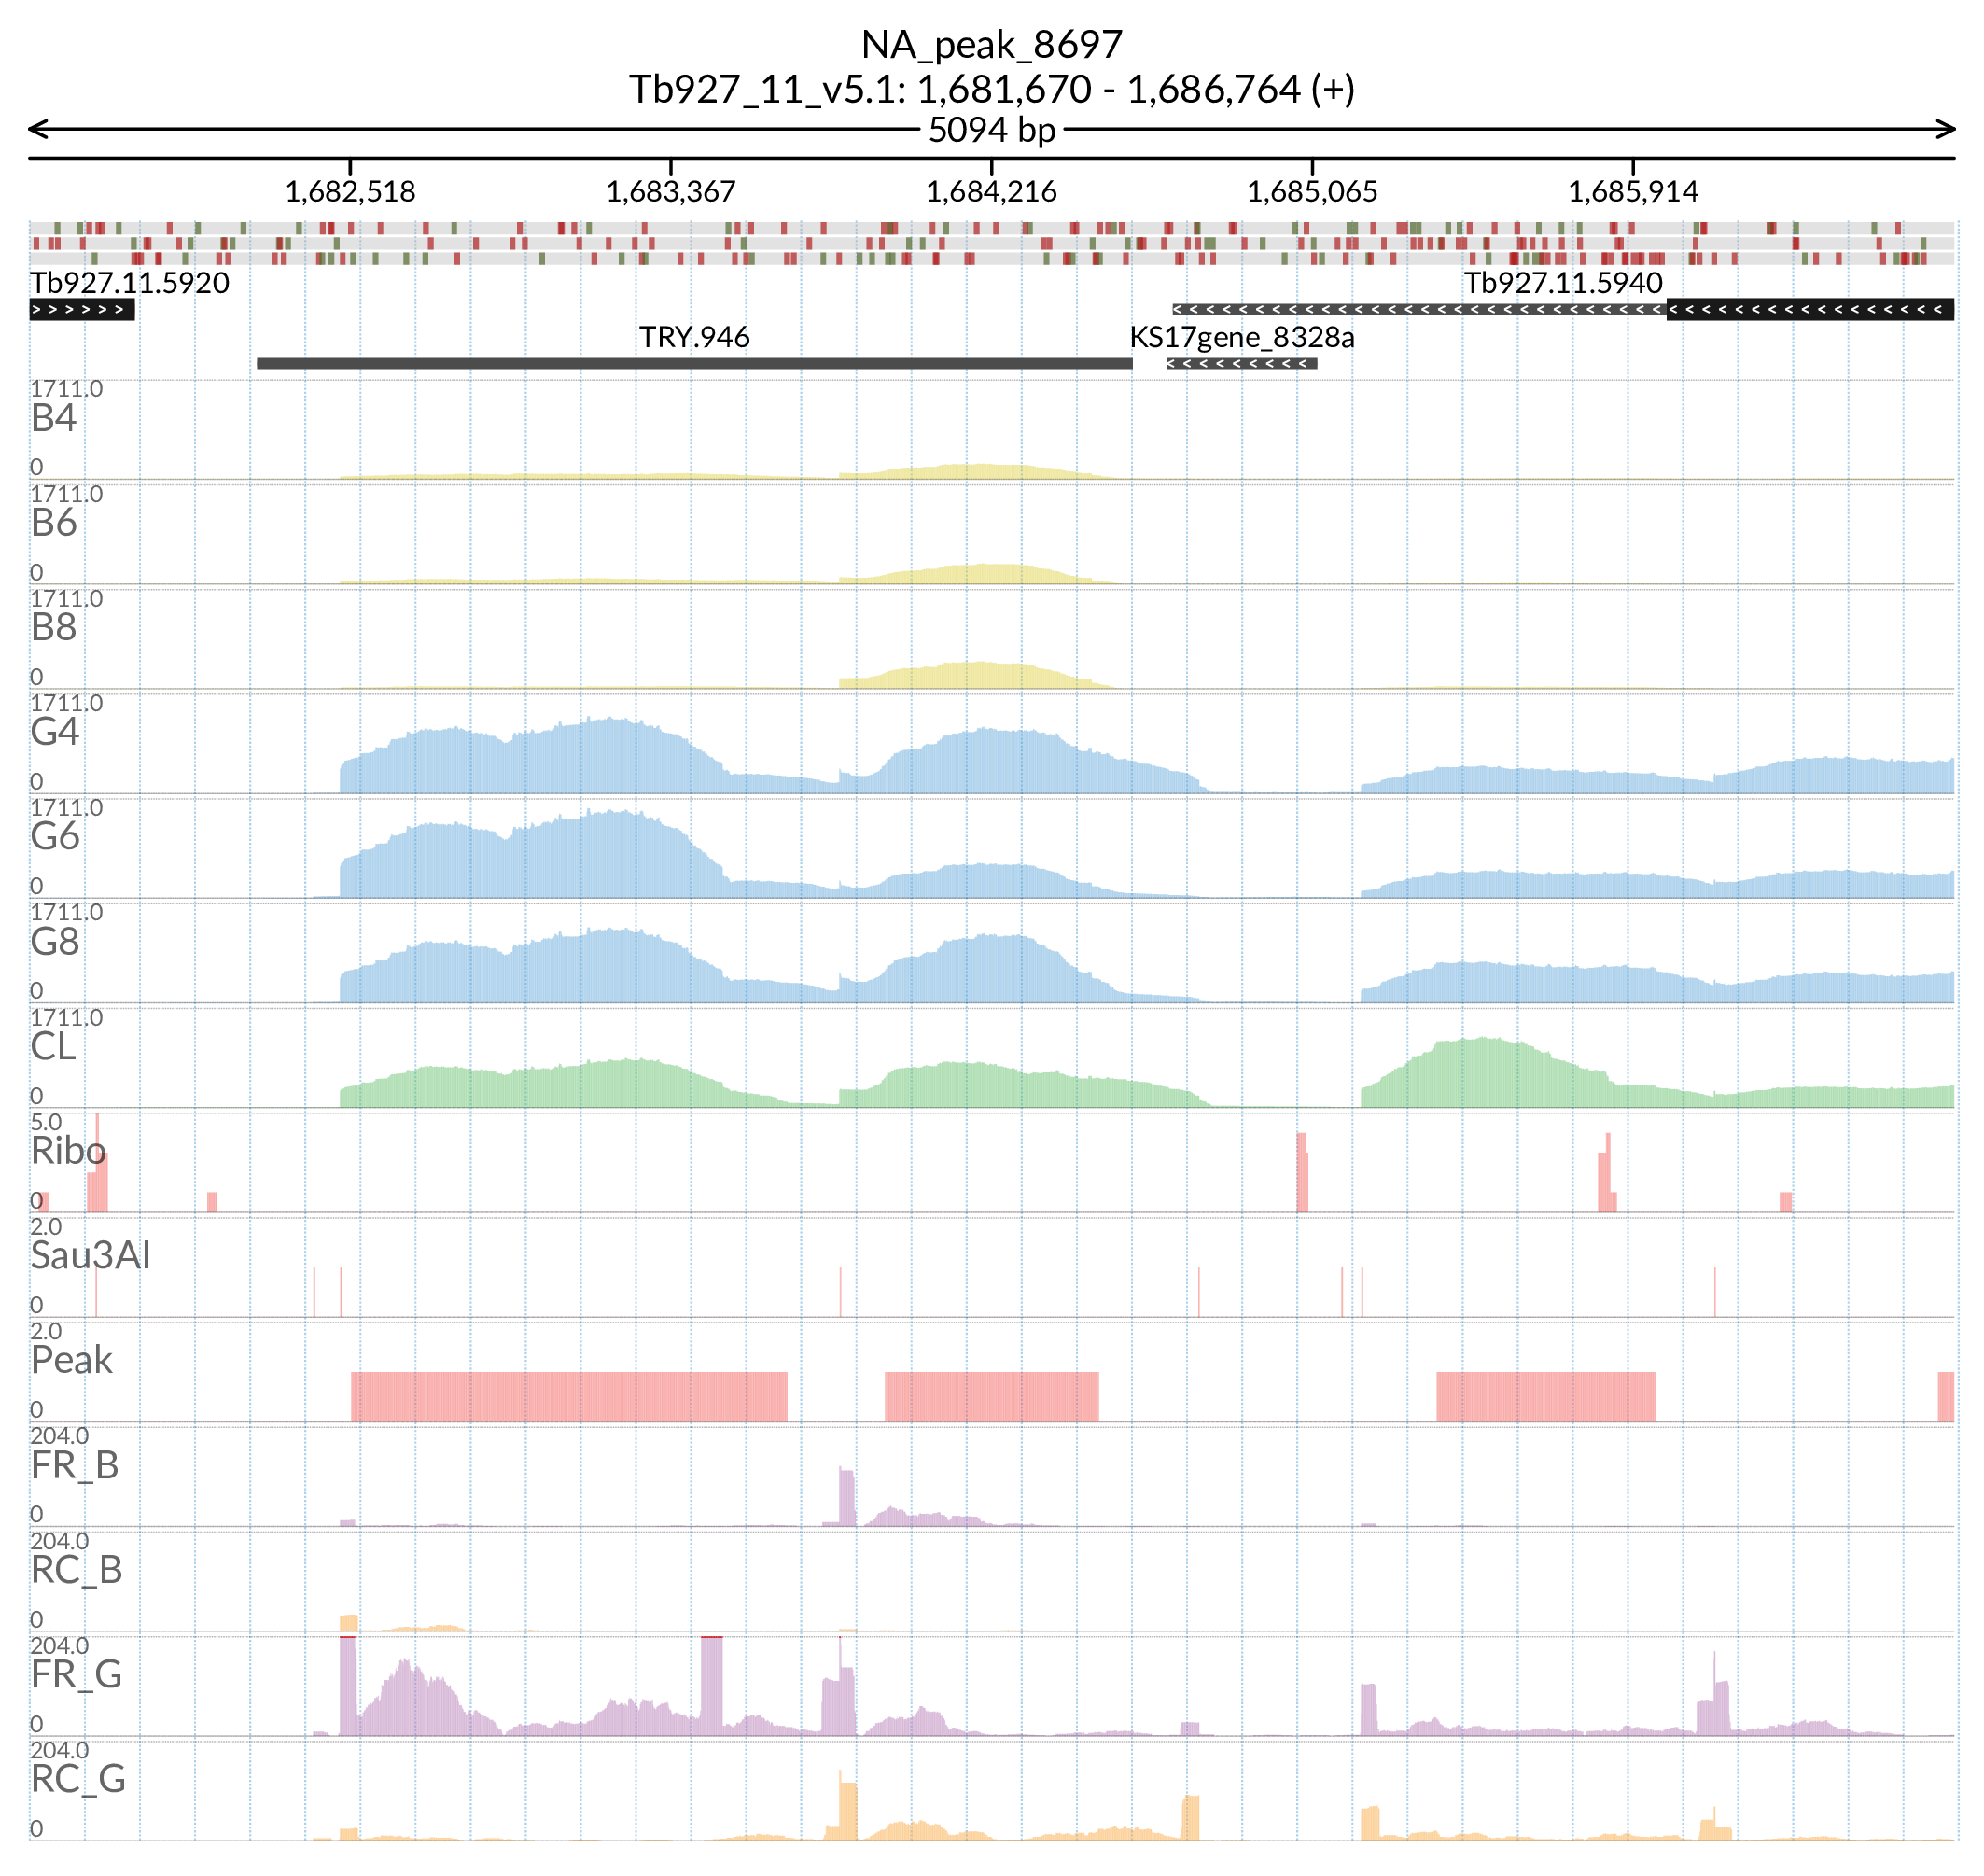 NA_peak_8697
Tb927_11_v5.1: 1,681,670 - 1,686,764 (+)
5094 bp
1,682,518 1,683,367 1,684,216 1,685,065 1,685,914
Tb927.11.5920 Tb927.11.5940
TRY.946 KS17gene_8328a
1711.0
B4
0
1711.0
B6
0
1711.0
B8
0
1711.0
G4
0
1711.0
G6
0
1711.0
G8
0
1711.0
CL
0
5.0
Ribo
0
2.0
Sau3AI
0
2.0
Peak
0
204.0
FR_B
0
204.0
RC_B
0
204.0
FR_G
0
204.0
RC_G
0